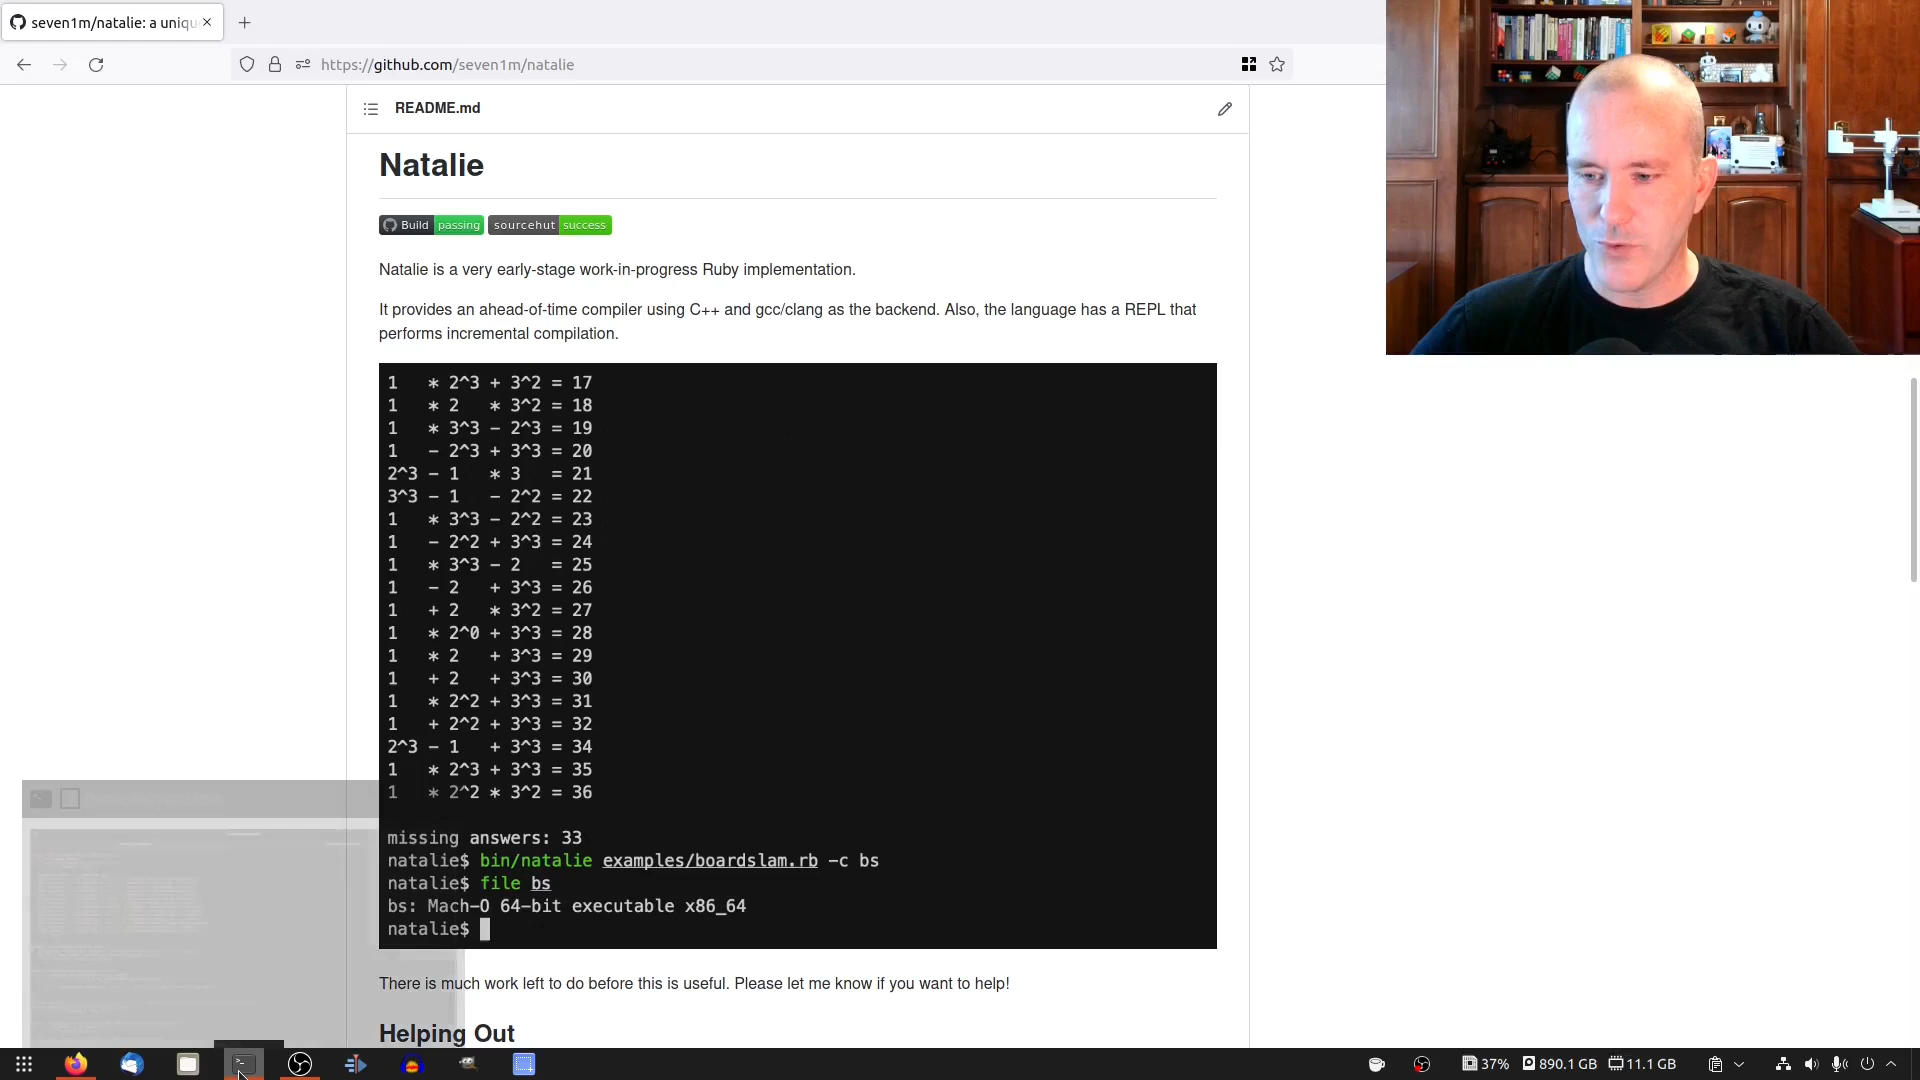 seven1m/natalie: a uniqu
https://github.com/seven1m/natalie
README.md
Natalie
Build passing sourcehut success
Natalie is a very early-stage work-in-progress Ruby implementation.
It provides an ahead-of-time compiler using C++ and gcc/clang as the backend. Also, the language has a REPL that
performs incremental compilation.
1   * 2^3 + 3^2 = 17
1   * 2   * 3^2 = 18
1   * 3^3 - 2^3 = 19
1   - 2^3 + 3^3 = 20
2^3 - 1   * 3   = 21
3^3 - 1   - 2^2 = 22
1   * 3^3 - 2^2 = 23
1   - 2^2 + 3^3 = 24
1   * 3^3 - 2   = 25
1   - 2   + 3^3 = 26
1   + 2   * 3^2 = 27
1   * 2^0 + 3^3 = 28
1   * 2   + 3^3 = 29
1   + 2   + 3^3 = 30
1   * 2^2 + 3^3 = 31
1   + 2^2 + 3^3 = 32
2^3 - 1   + 3^3 = 34
1   * 2^3 + 3^3 = 35
1   * 2^2 * 3^2 = 36
missing answers: 33
natalie$ bin/natalie examples/boardslam.rb -c bs
natalie$ file bs
bs: Mach-O 64-bit executable x86_64
natalie$
There is much work left to do before this is useful. Please let me know if you want to help!
Helping Out
37% 890.1 GB 11.1 GB